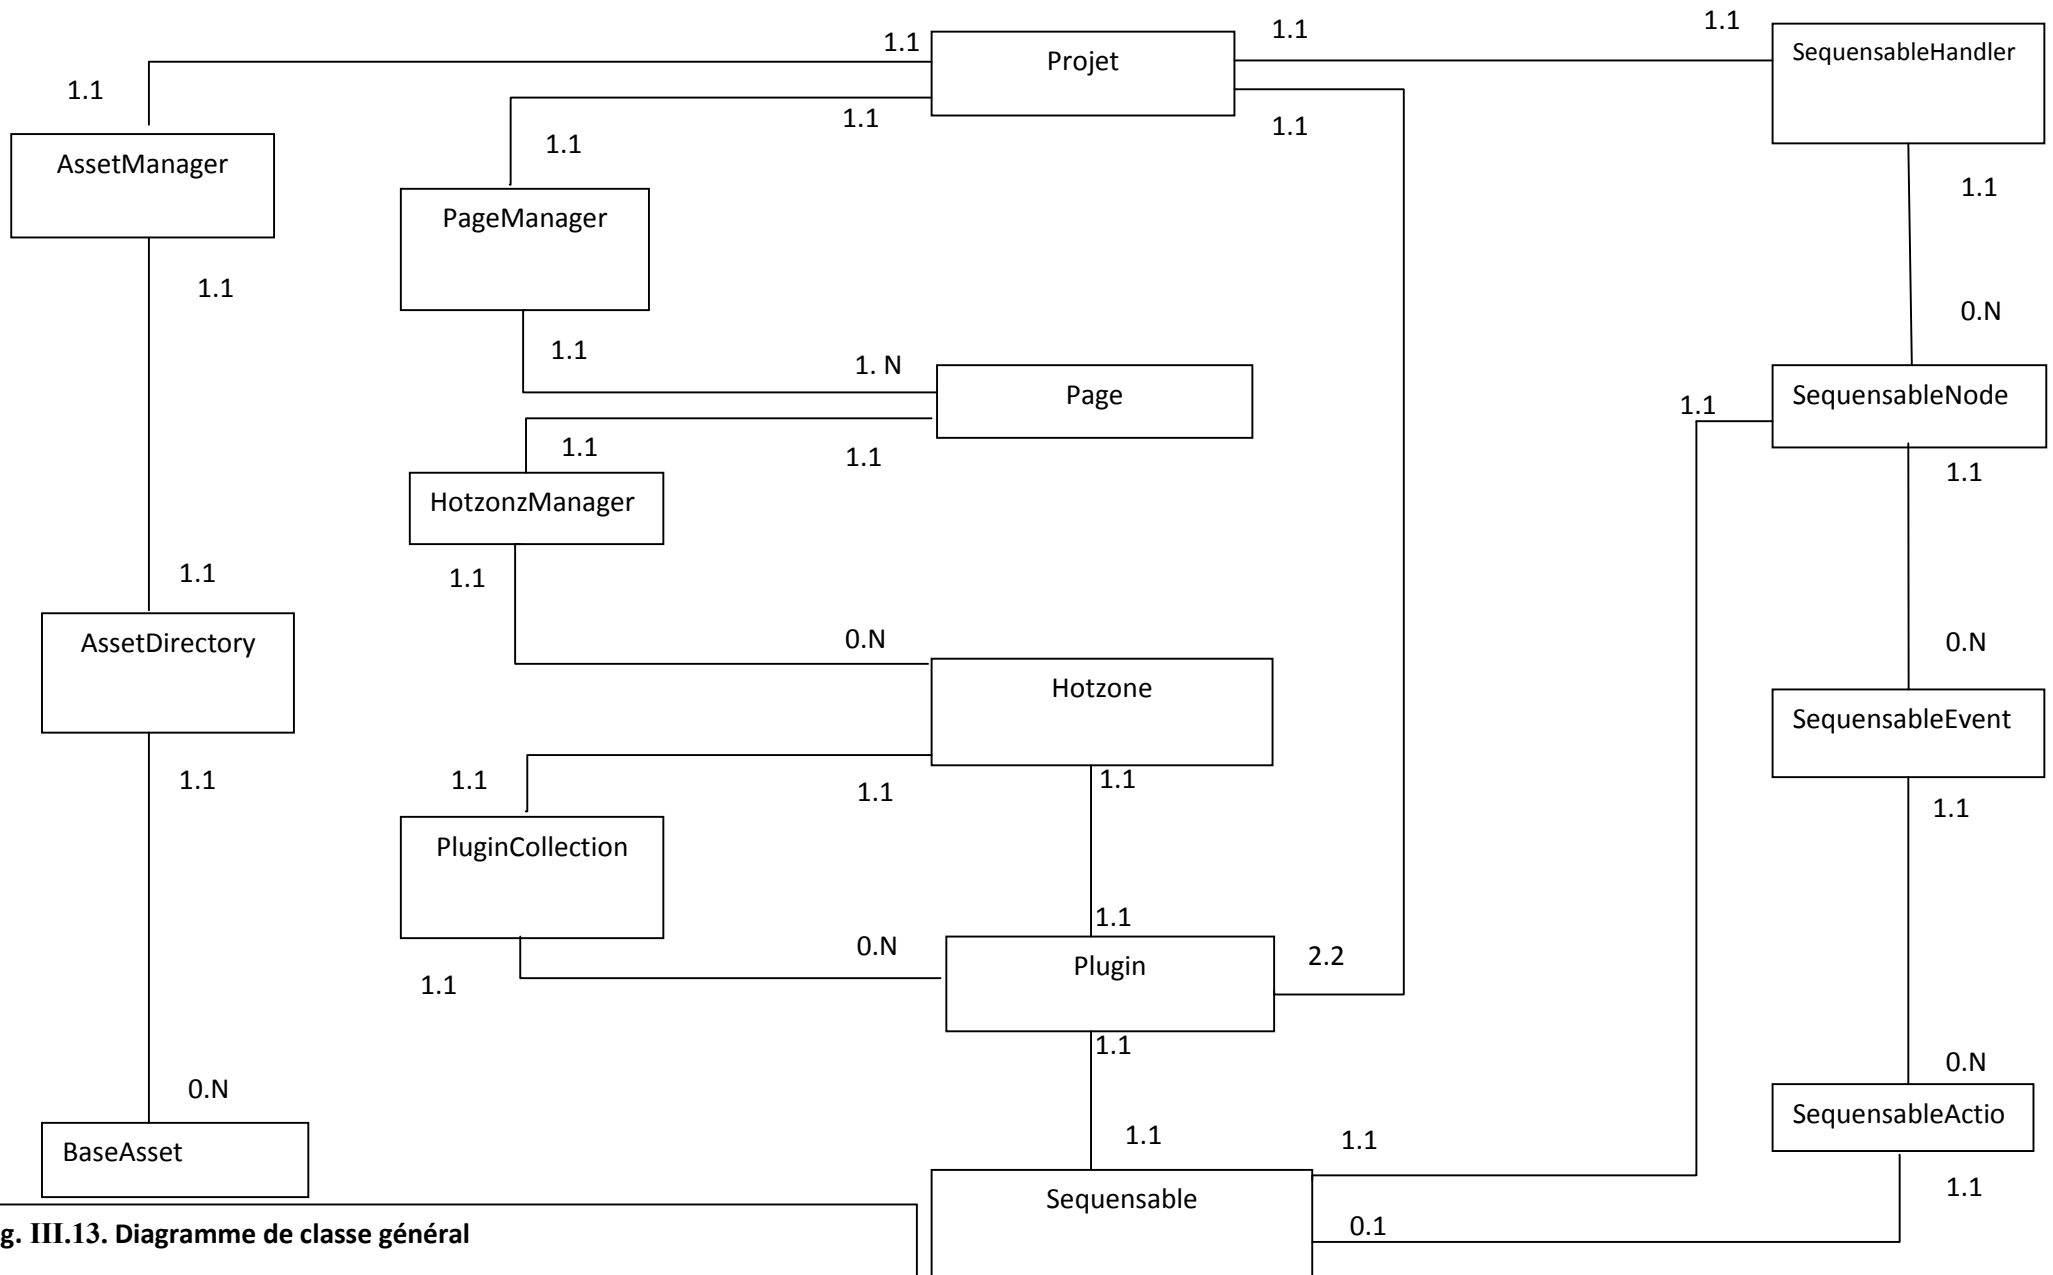 1.1
1.1
Projet
1.1
1.1
SequensableHandler
1.1
1.1
1.1
1.1
AssetManager
PageManager
1.1
1.1
1.1
0.N
1.1
1. N
Page
SequensableNode
1.1
1.1
1.1
1.1
HotzonzManager
1.1
1.1
0.N
0.N
AssetDirectory
Hotzone
SequensableEvent
1.1
1.1
1.1
1.1
1.1
PluginCollection
1.1
0.N
Plugin
2.2
1.1
1.1
0.N
0.N
BaseAsset
SequensableActio
1.1
1.1
1.1
Sequensable
0.1
g. III.13. Diagramme de classe général